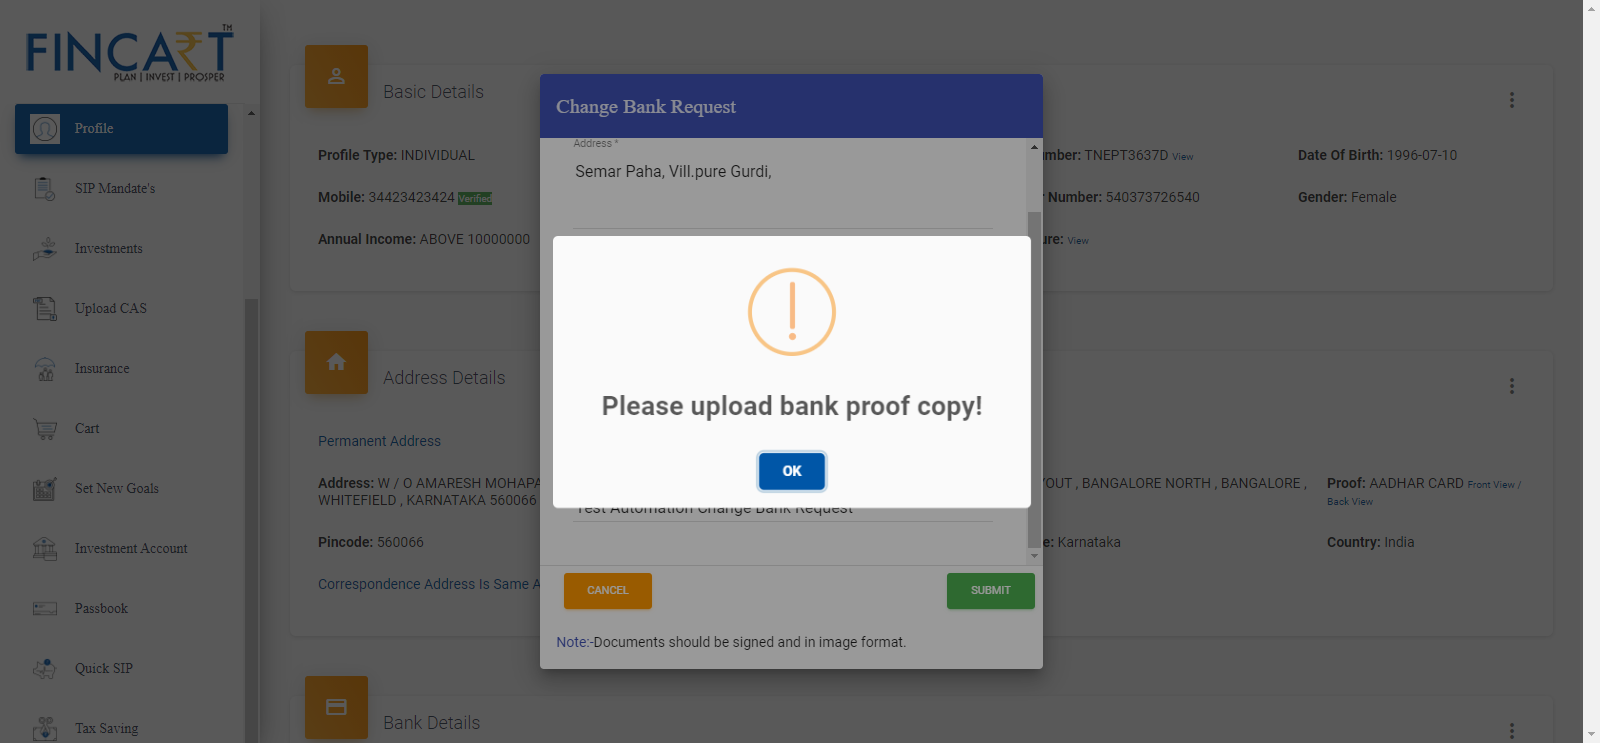 FINCART
TM
PLAN | INVEST | PROSPER
Profile
SIP Mandate's
Investments
Upload CAS
Insurance
Cart
Set New Goals
Investment Account
Passbook
Quick SIP
Tax Saving
Basic Details
Profile Type: INDIVIDUAL
mber: TNEPT3637D View
Date Of Birth: 1996-07-10
Mobile: 34423423424 Verified
Number: 540373726540
Gender: Female
Annual Income: ABOVE 10000000
ure: View
Address Details
Permanent Address
Address: W / O AMARESH MOHAPA
OUT , BANGALORE NORTH , BANGALORE ,
WHITEFIELD , KARNATAKA 560066
Proof: AADHAR CARD Front View /
Back View
Pincode: 560066
e: Karnataka
Country: India
Correspondence Address Is Same A
Bank Details
Change Bank Request
Address *
Semar Paha, Vill.pure Gurdi,
Please upload bank proof copy!
OK
Test Automation Change Bank Request
CANCEL
SUBMIT
Note:-Documents should be signed and in image format.